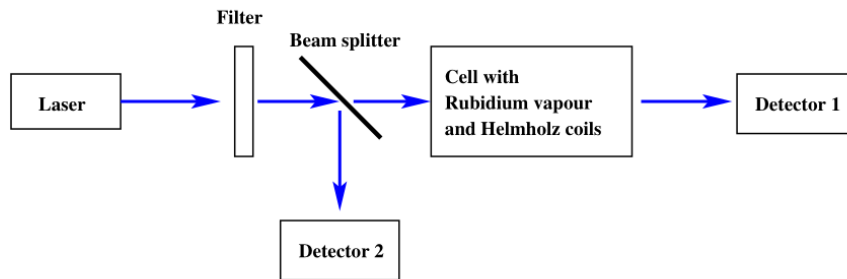 Filter
Beam splitter
Laser
Cell with
Rubidium vapour
and Helmholz coils
Detector 1
Detector 2